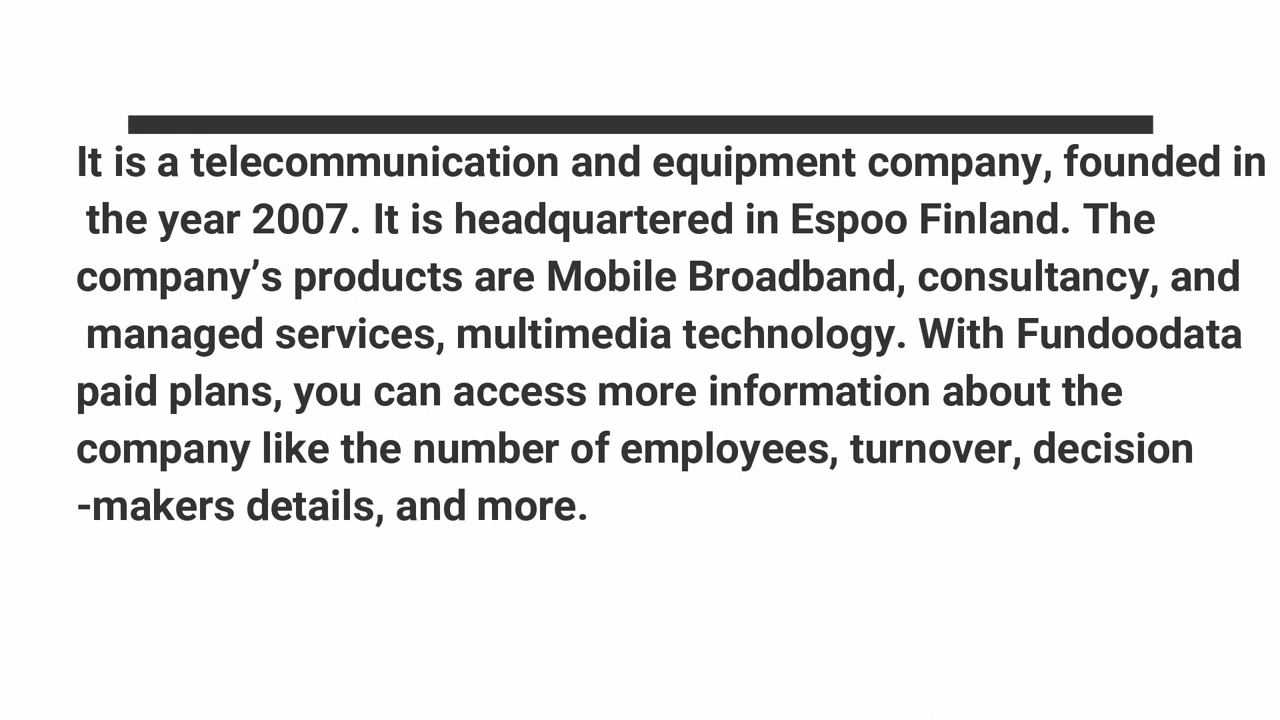 It is a telecommunication and equipment company, founded in
the year 2007. It is headquartered in Espoo Finland. The
company’s products are Mobile Broadband, consultancy, and
managed services, multimedia technology. With Fundoodata
paid plans, you can access more information about the
company like the number of employees, turnover, decision
-makers details, and more.